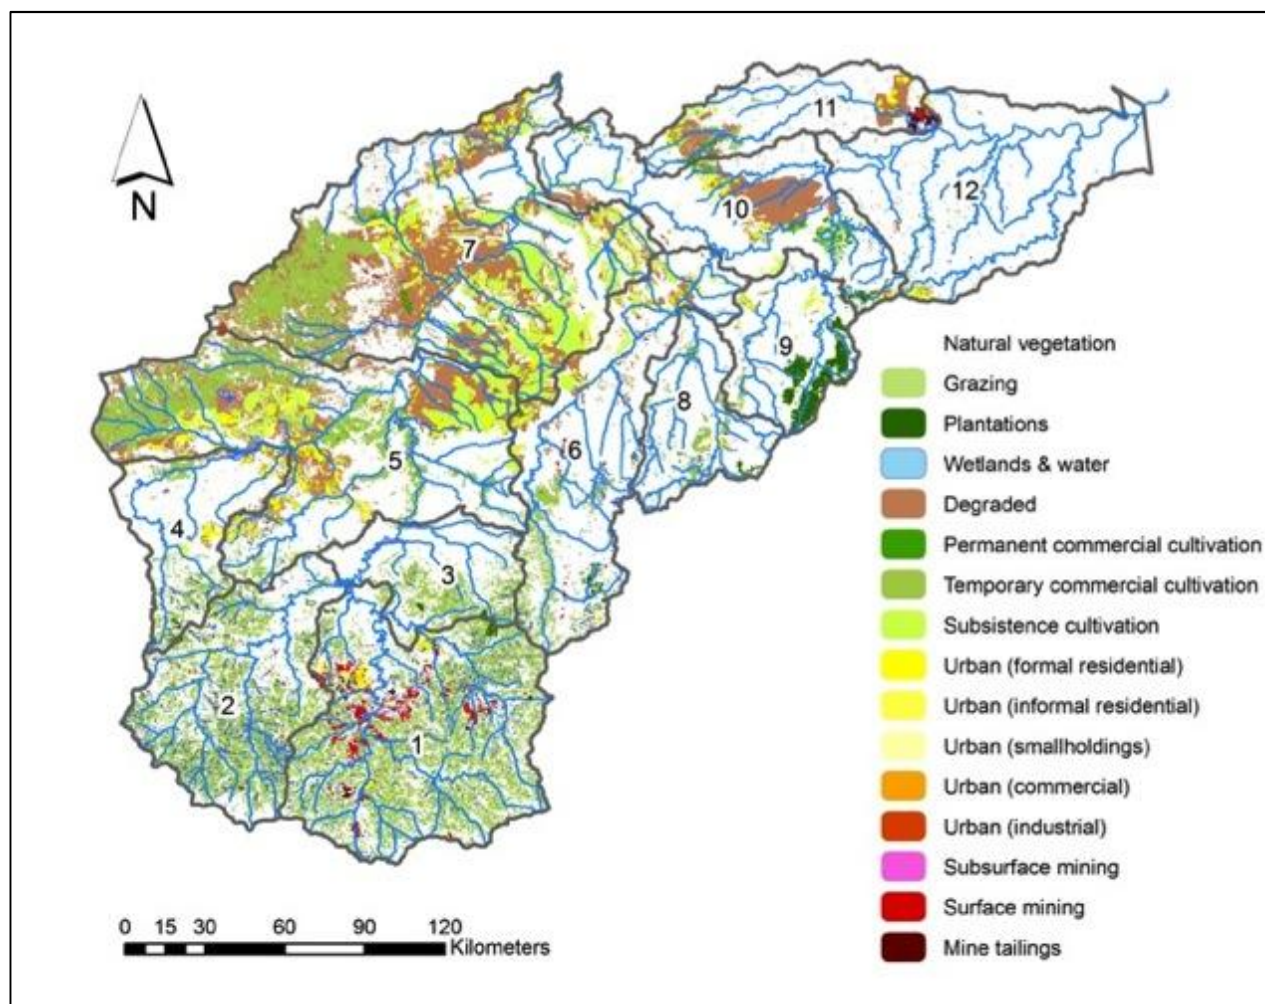 11
12
10
7
9
8
6
5
4
3
2
1
N
Natural vegetation
Grazing
Plantations
Wetlands & water
Degraded
Permanent commercial cultivation
Temporary commercial cultivation
Subsistence cultivation
Urban (formal residential)
Urban (informal residential)
Urban (smallholdings)
Urban (commercial)
Urban (industrial)
Subsurface mining
Surface mining
Mine tailings
0 15 30 60 90 120
Kilometers